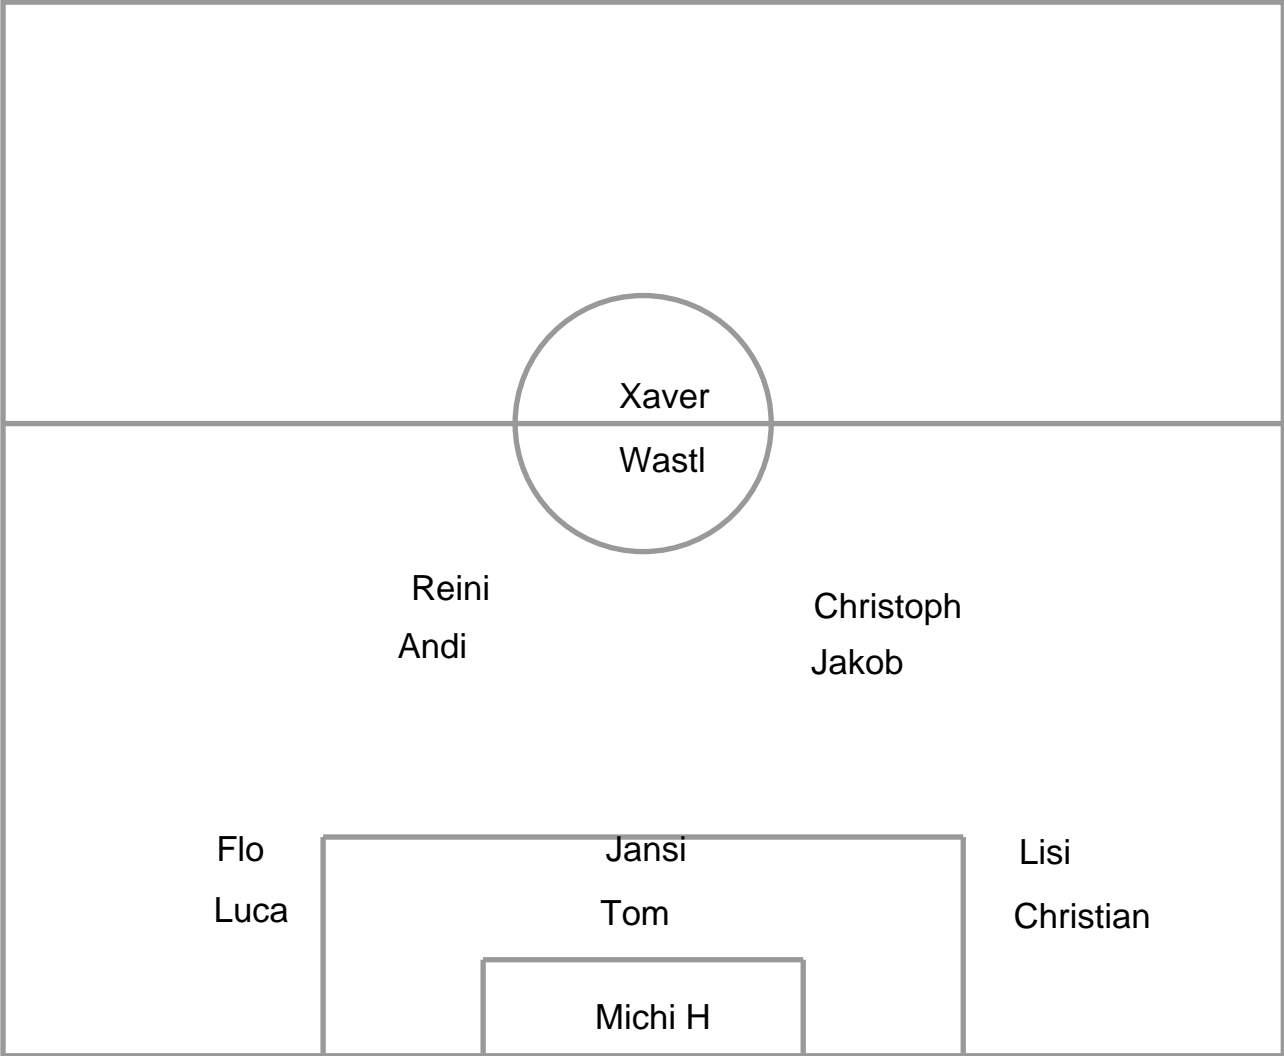 Xaver
Wastl
Reini
Christoph
Andi
Jakob
Flo
Jansi
Lisi
Luca
Tom
Christian
Michi H